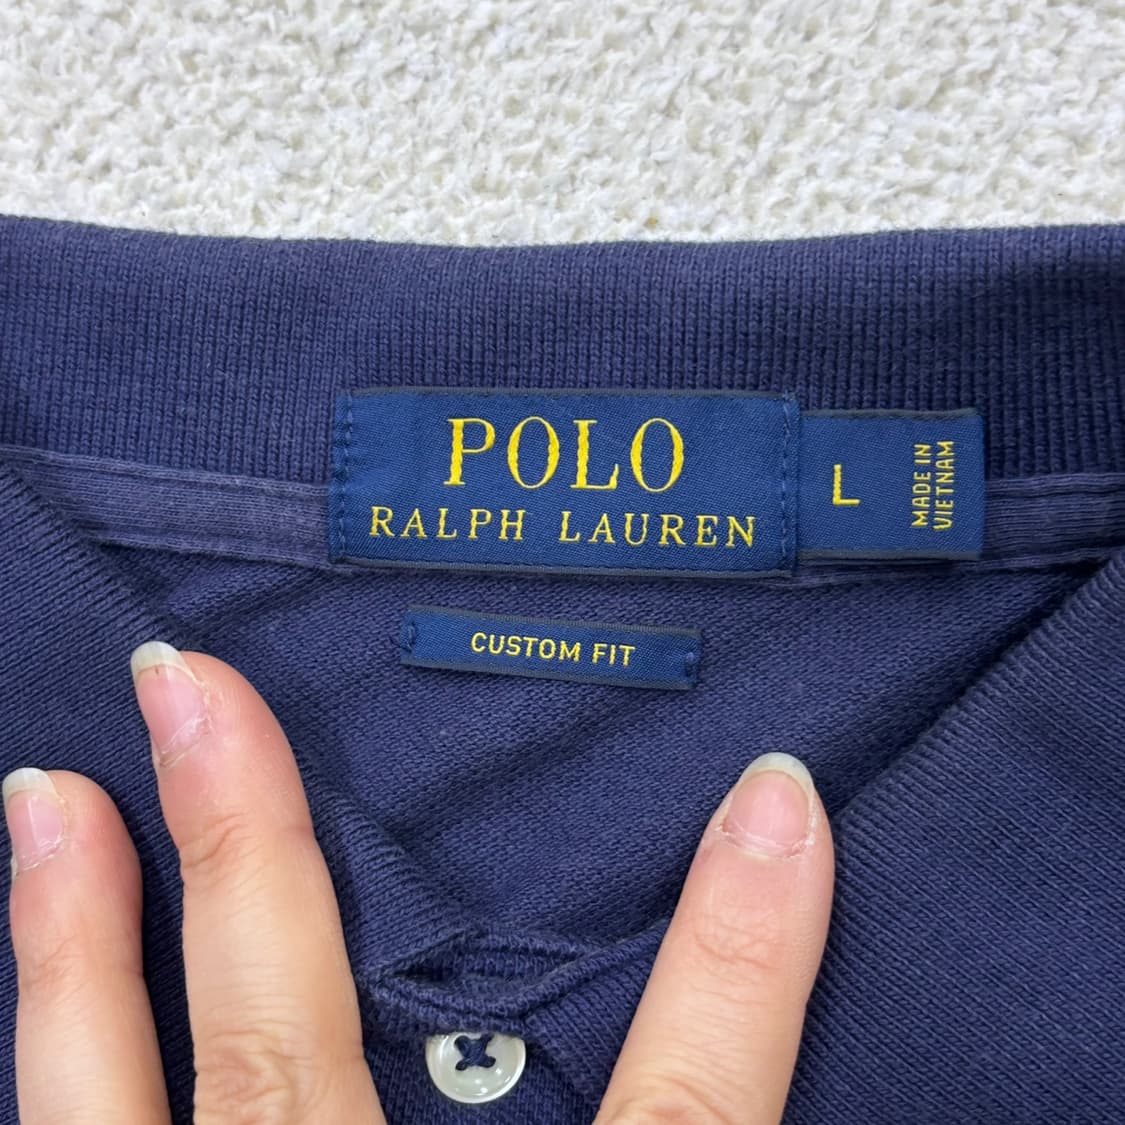 POLO
RALPH LAUREN
L
MADE IN
VIETNAM
CUSTOM FIT